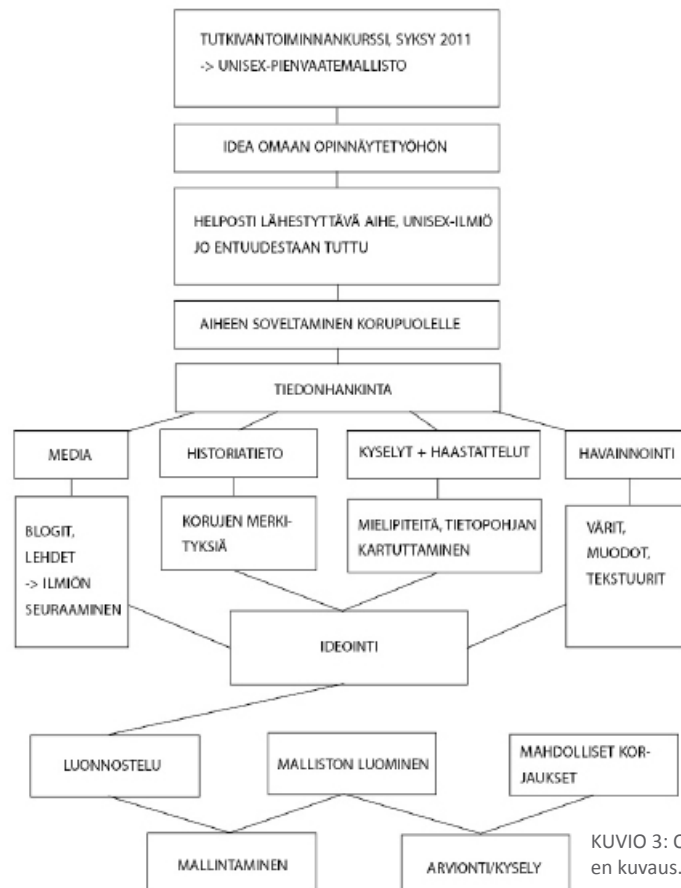 TUTKIVANTOIMINNANKURSSI, SYKSY 2011
-> UNISEX-PIENVAATEMALLISTO
IDEA OMAAN OPINNÄYTETYÖHÖN
HELPOSTI LÄHESTYTTÄVÄ AIHE, UNISEX-ILMIÖ
JO ENTUUDESTAAN TUTTU
AIHEEN SOVELTAMINEN KORUPUOLELLE
TIEDONHANKINTA
MEDIA
HISTORIATIETO
KYSELYT + HAASTATTELUT
HAVAINNOINTI
BLOGIT,
LEHDET
-> ILMIÖN
SEURAAMINEN
KORUJEN MERKI-
TYKSIÄ
MIELIPITEITÄ, TIETOPOHJAN
KARTUTTAMINEN
VÄRIT,
MUODOT,
TEKSTUURIT
IDEOINTI
LUONNOSTELU
MALLISTON LUOMINEN
MAHDOLLISET KOR-
JAUKSET
MALLINTAMINEN
ARVIONTI/KYSELY
KUVIO 3:
en kuvaus.